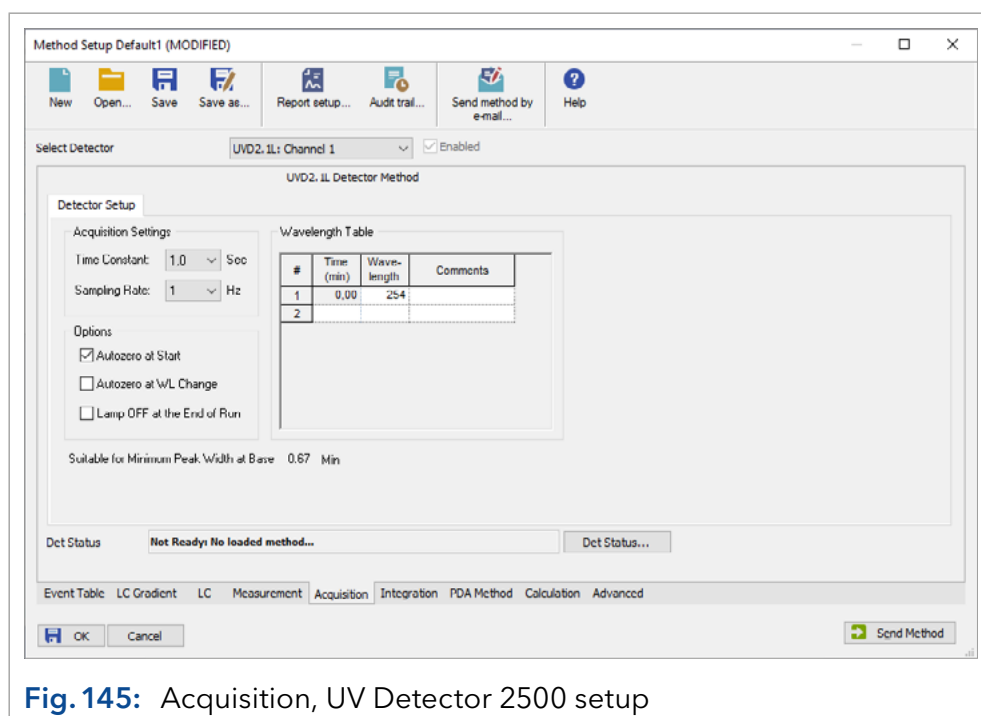 Method Setup Default1 (MODIFIED)
New Open... Save Save as... Report setup... Audit trail... Send method by e-mail... Help
Select Detector UVD2.1L: Channel 1 Enabled
UVD2.1L Detector Method
Detector Setup
Acquisition Settings
Time Constant: 1.0 Sec
Sampling Rate: 1 Hz
Options
Autozero at Start
Autozero at WL Change
Lamp OFF at the End of Run
Wavelength Table
# Time (min) Wave-length Comments
1 0,00 254
2
Suitable for Minimum Peak Width at Base 0.67 Min
Det Status Not Ready: No loaded method... Det Status...
Event Table LC Gradient LC Measurement Acquisition Integration PDA Method Calculation Advanced
OK Cancel Send Method
Fig. 145: Acquisition, UV Detector 2500 setup